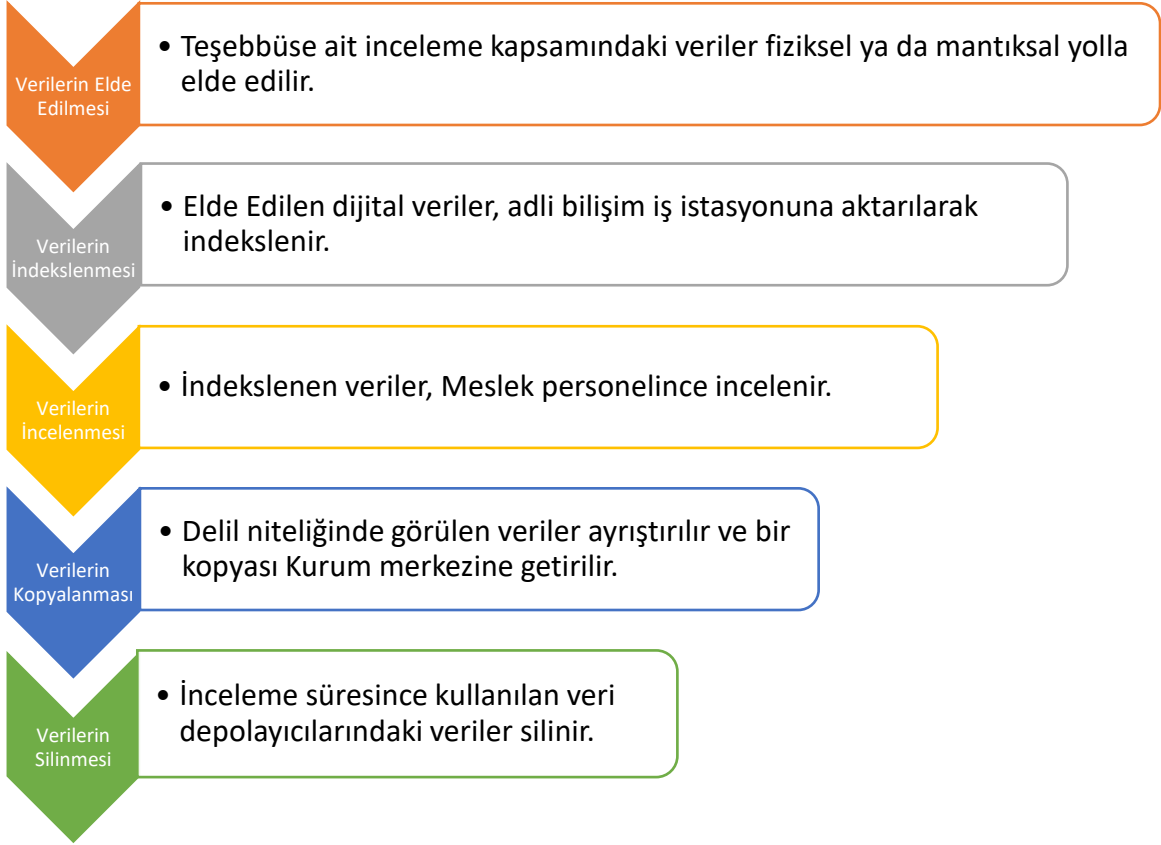 Verilerin Elde
Edilmesi
• Teşebbüse ait inceleme kapsamındaki veriler fiziksel ya da mantıksal yolla
elde edilir.
Verilerin
İndekslenmesi
• Elde Edilen dijital veriler, adli bilişim iş istasyonuna aktarılarak
indekslenir.
Verilerin
İncelenmesi
• İndekslenen veriler, Meslek personelince incelenir.
Verilerin
Kopyalanması
• Delil niteliğinde görülen veriler ayrıştırılır ve bir
kopyası Kurum merkezine getirilir.
Verilerin
Silinmesi
• İnceleme süresince kullanılan veri
depolayıcılarındaki veriler silinir.